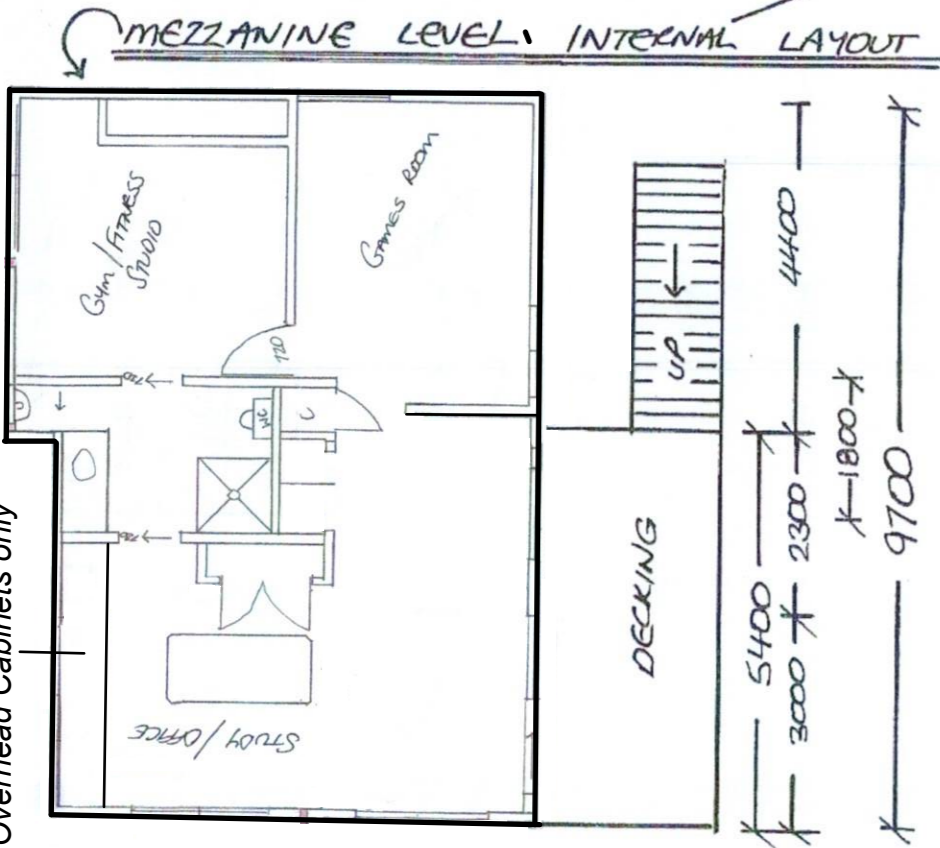 MEZZANINE LEVEL. INTERNAL LAYOUT
GYM/FITNESS
STUDIO
GAMES ROOM
720
WC
C
UP
DECKING
STUDY/OFFICE
Overhead Cabinets only
4400
1800
2300
9700
5400
3000